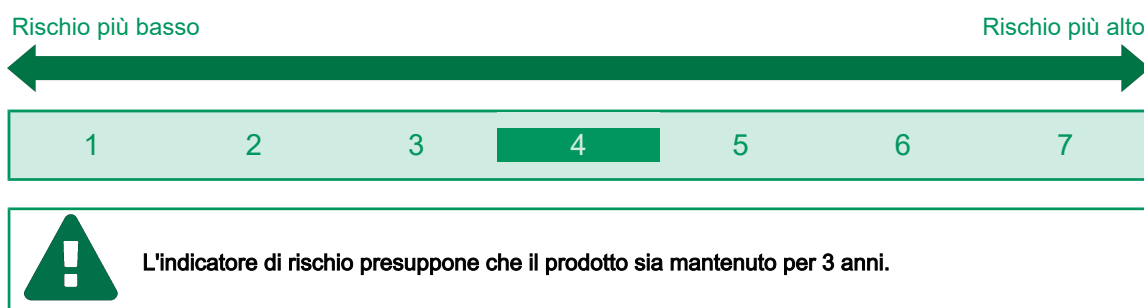 Rischio più basso Rischio più alto
1 2 3 4 5 6 7
L'indicatore di rischio presuppone che il prodotto sia mantenuto per 3 anni.